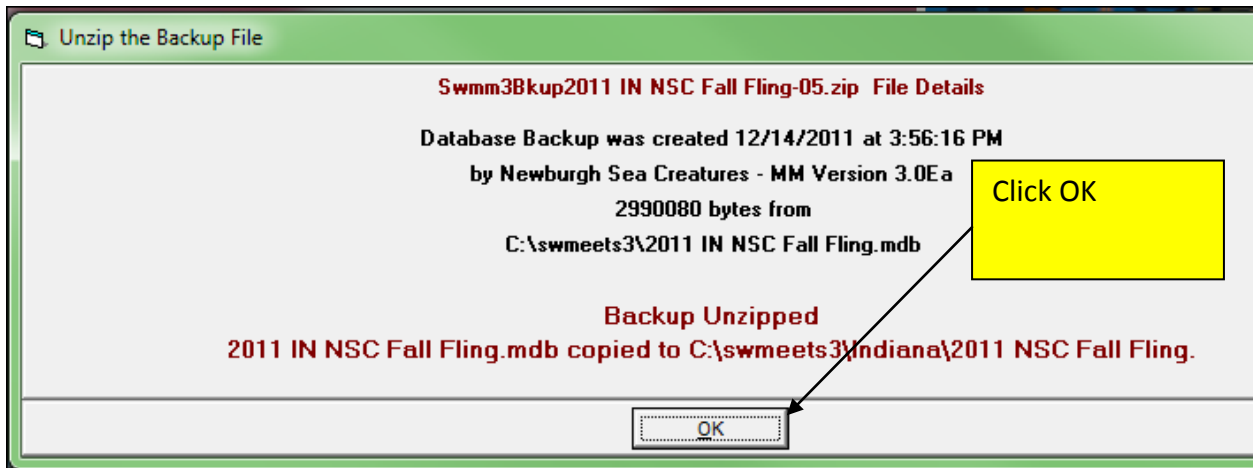 Unzip the Backup File
Swmm3Bkup2011 IN NSC Fall Fling-05.zip File Details
Database Backup was created 12/14/2011 at 3:56:16 PM
by Newburgh Sea Creatures - MM Version 3.0Ea
Click OK
2990080 bytes from
C:\swmeets3\2011 IN NSC Fall Fling.mdb
Backup Unzipped
2011 IN NSC Fall Fling.mdb copied to C:\swmeets3\Indiana\2011 NSC Fall Fling.
OK